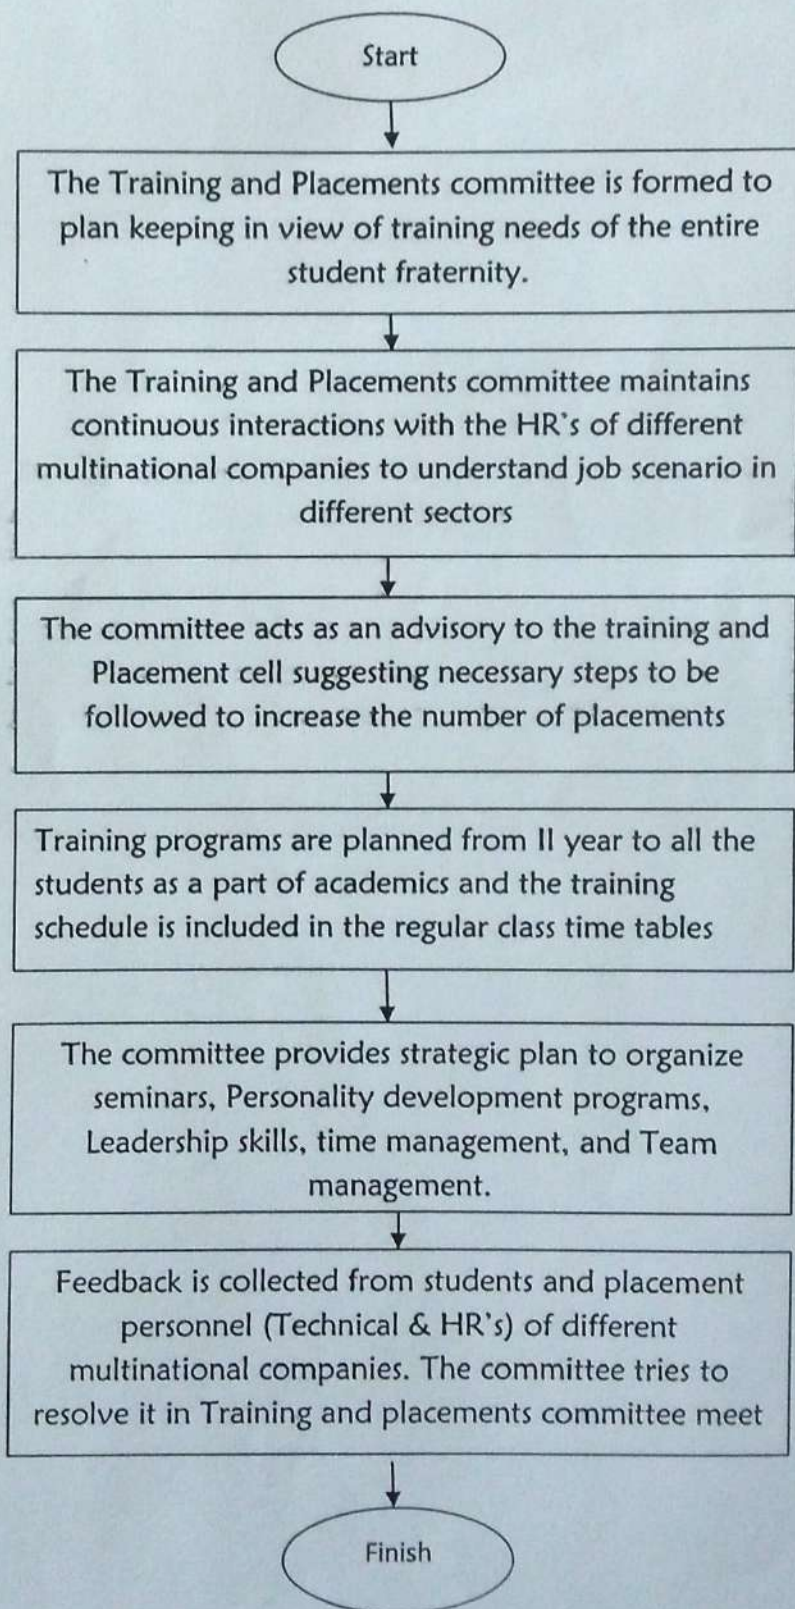 Start
The Training and Placements committee is formed to
plan keeping in view of training needs of the entire
student fraternity.
The Training and Placements committee maintains
continuous interactions with the HR's of different
multinational companies to understand job scenario in
different sectors
The committee acts as an advisory to the training and
Placement cell suggesting necessary steps to be
followed to increase the number of placements
Training programs are planned from II year to all the
students as a part of academics and the training
schedule is included in the regular class time tables
The committee provides strategic plan to organize
seminars, Personality development programs,
Leadership skills, time management, and Team
management.
Feedback is collected from students and placement
personnel (Technical & HR's) of different
multinational companies. The committee tries to
resolve it in Training and placements committee meet
Finish